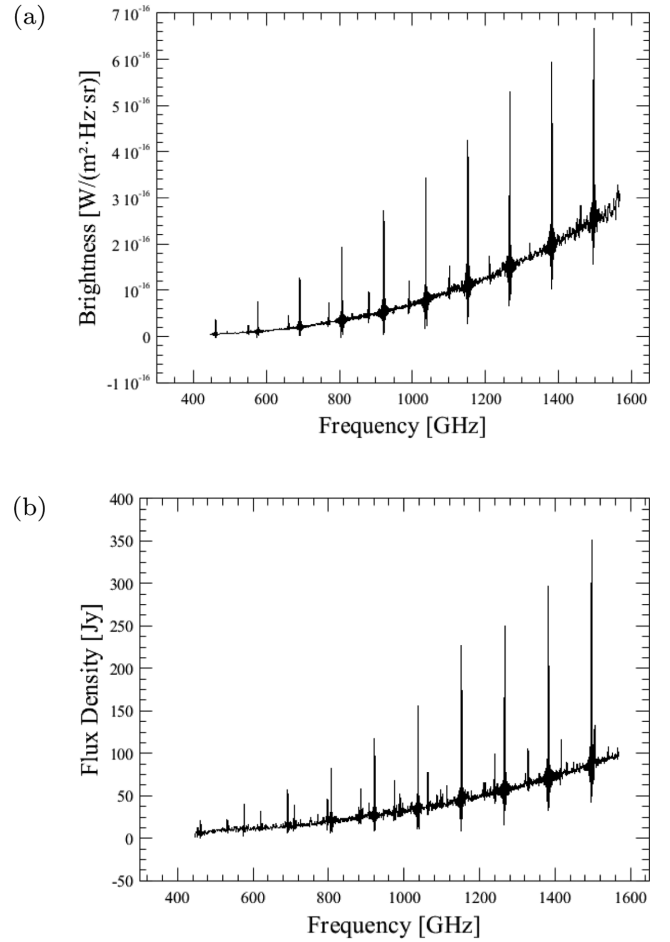 (a)
7 10⁻¹⁶
6 10⁻¹⁶
5 10⁻¹⁶
4 10⁻¹⁶
3 10⁻¹⁶
2 10⁻¹⁶
1 10⁻¹⁶
0
-1 10⁻¹⁶
Brightness [W/(m²·Hz·sr)]
400 600 800 1000 1200 1400 1600
Frequency [GHz]
(b)
400
350
300
250
200
150
100
50
0
-50
Flux Density [Jy]
400 600 800 1000 1200 1400 1600
Frequency [GHz]